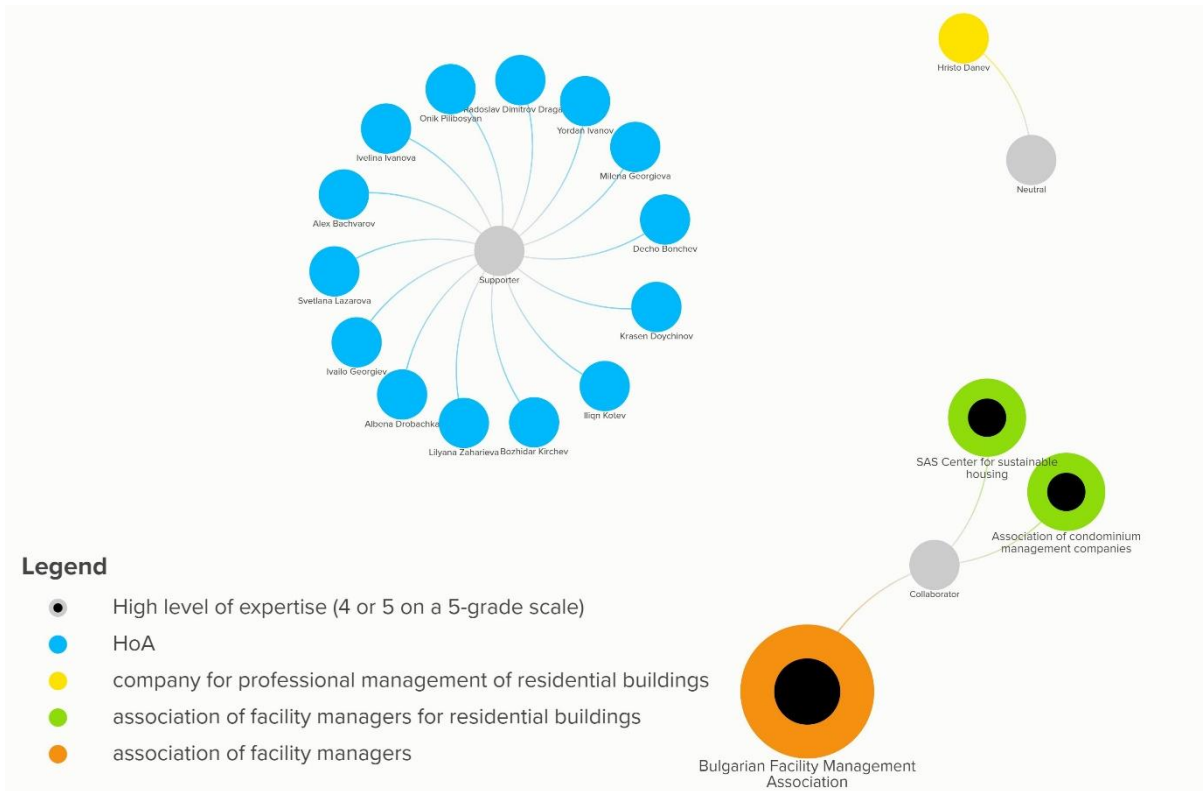 Hristo Danev
Neutral
Onik Pilibosyan
Radoslav Dimitrov Draga
Yordan Ivanov
Ivelina Ivanova
Milena Georgieva
Alex Bachvarov
Decho Bonchev
Supporter
Svetlana Lazarova
Krasen Doychinov
Ivailo Georgiev
Albena Drobachka
Iliqn Kolev
Lilyana Zaharieva
Bozhidar Kirchev
SAS Center for sustainable
housing
Association of condominium
management companies
Collaborator
Bulgarian Facility Management
Association
Legend
High level of expertise (4 or 5 on a 5-grade scale)
HoA
company for professional management of residential buildings
association of facility managers for residential buildings
association of facility managers